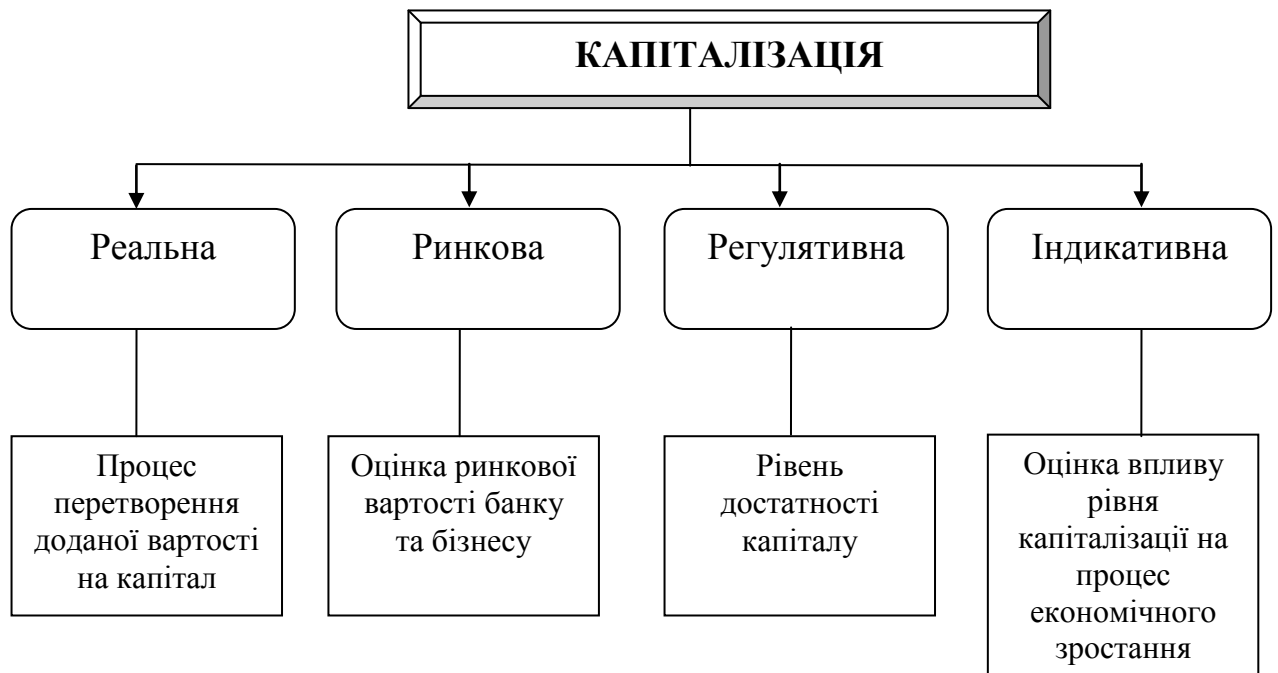 КАПІТАЛІЗАЦІЯ
Реальна
Ринкова
Регулятивна
Індикативна
Процес
перетворення
доданої вартості
на капітал
Оцінка ринкової
вартості банку
та бізнесу
Рівень
достатності
капіталу
Оцінка впливу
рівня
капіталізації на
процес
економічного
зростання